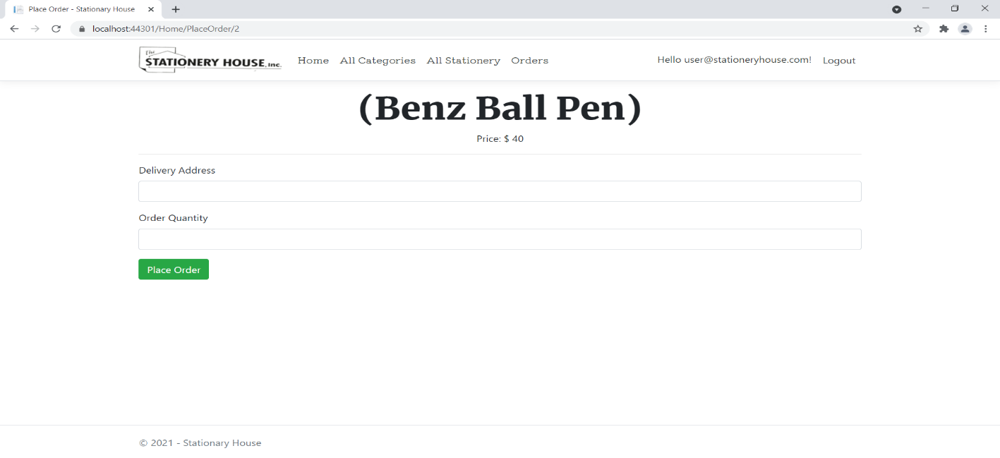 Place Order - Stationary House
localhost:44301/Home/PlaceOrder/2
The
STATIONERY HOUSE, Inc.
Home All Categories All Stationery Orders Hello user@stationeryhouse.com! Logout
(Benz Ball Pen)
Price: $ 40
Delivery Address
Order Quantity
Place Order
© 2021 - Stationary House